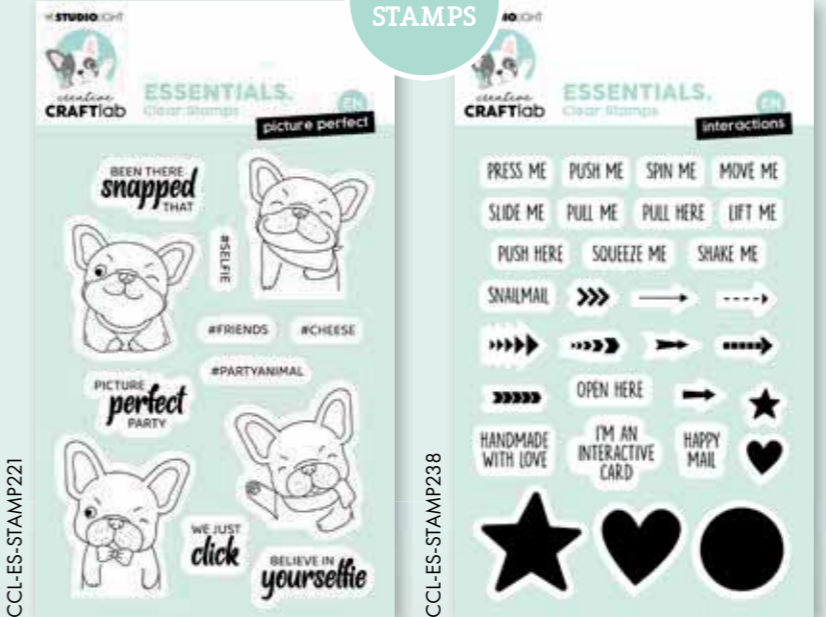 STAMPS
STUDIOLIGHT
creative
CRAFTlab
ESSENTIALS.
Clear Stamps
EN
picture perfect
BEEN THERE
snapped
THAT
#SELFIE
#FRIENDS
#CHEESE
#PARTYANIMAL
PICTURE
perfect
PARTY
WE JUST
click
BELIEVE IN
yourselfie
CCL-ES-STAMP221
creative
CRAFTlab
ESSENTIALS.
Clear Stamps
EN
interactions
PRESS ME PUSH ME SPIN ME MOVE ME
SLIDE ME PULL ME PULL HERE LIFT ME
PUSH HERE SQUEEZE ME SHAKE ME
SNAILMAIL
OPEN HERE
HANDMADE
WITH LOVE
I'M AN
INTERACTIVE
CARD
HAPPY
MAIL
CCL-ES-STAMP238